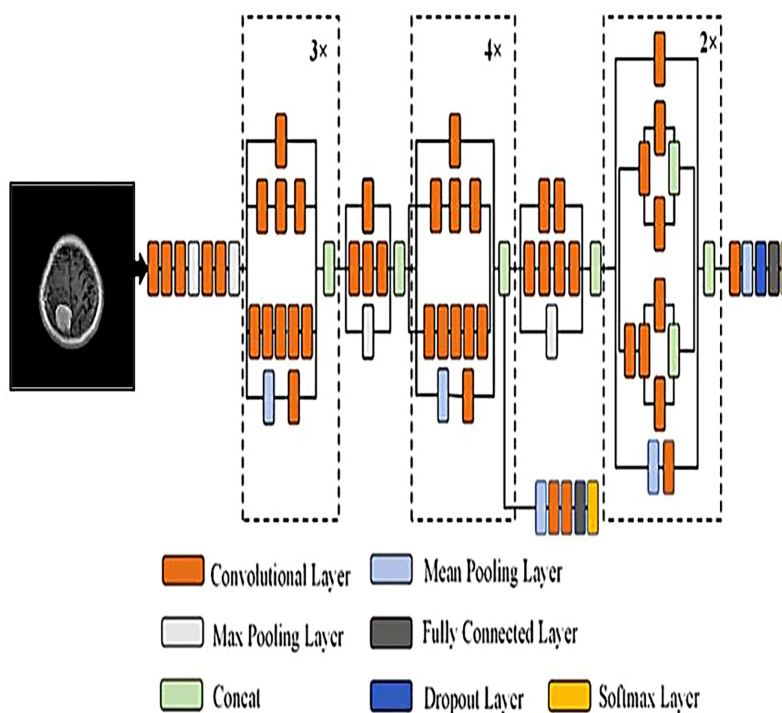 3×
4×
2×
Convolutional Layer
Mean Pooling Layer
Max Pooling Layer
Fully Connected Layer
Concat
Dropout Layer
Softmax Layer